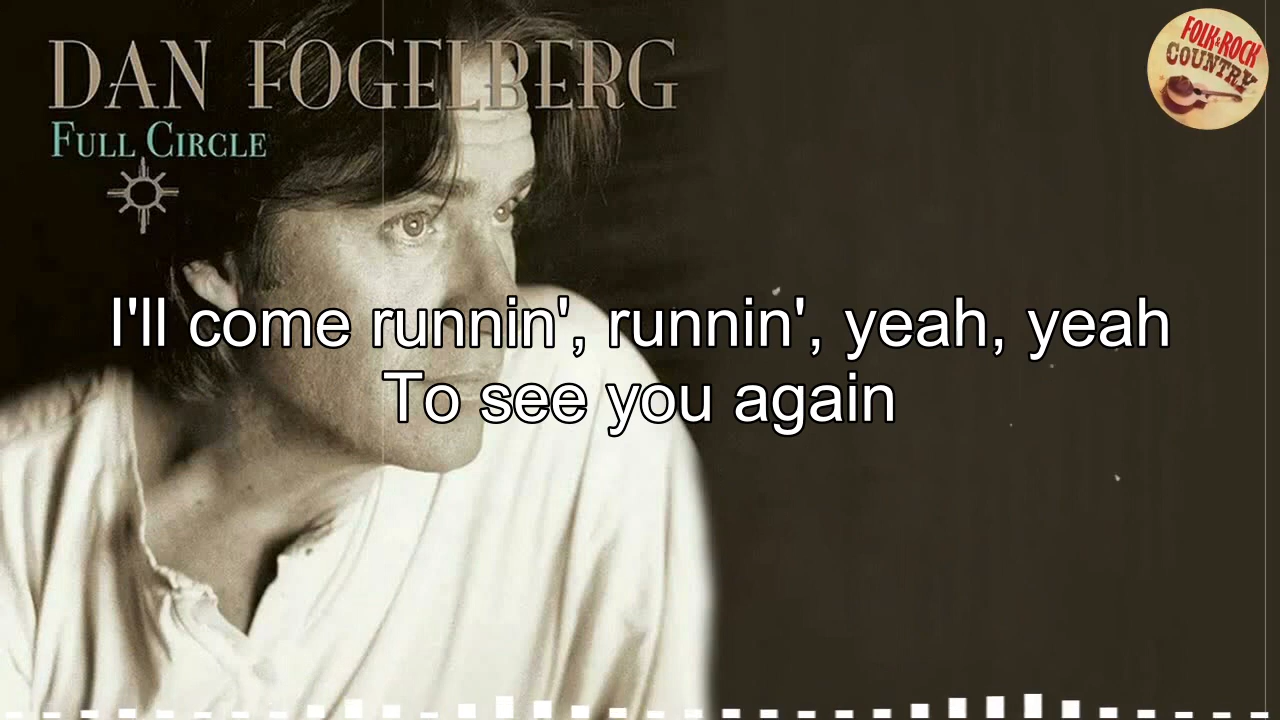 DAN FOGELBERG
FULL CIRCLE
FOLK & ROCK
COUNTRY
I'll come runnin', runnin', yeah, yeah
To see you again